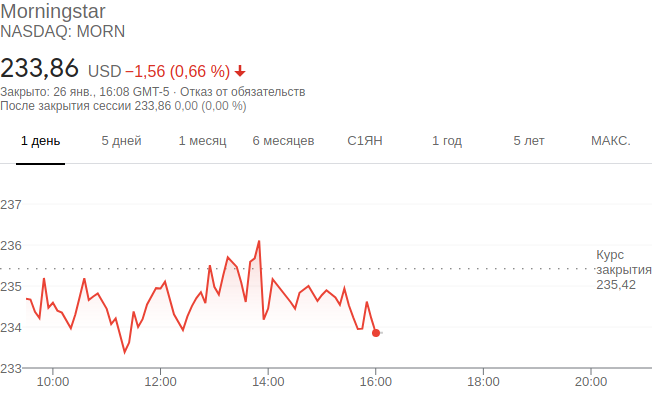 Morningstar
NASDAQ: MORN
233,86 USD −1,56 (0,66 %)
Закрыто: 26 янв., 16:08 GMT-5 · Отказ от обязательств
После закрытия сессии 233,86 0,00 (0,00 %)
1 день 5 дней 1 месяц 6 месяцев С1ЯН 1 год 5 лет МАКС.
237
236
Курс
закрытия
235,42
235
234
233
10:00 12:00 14:00 16:00 18:00 20:00